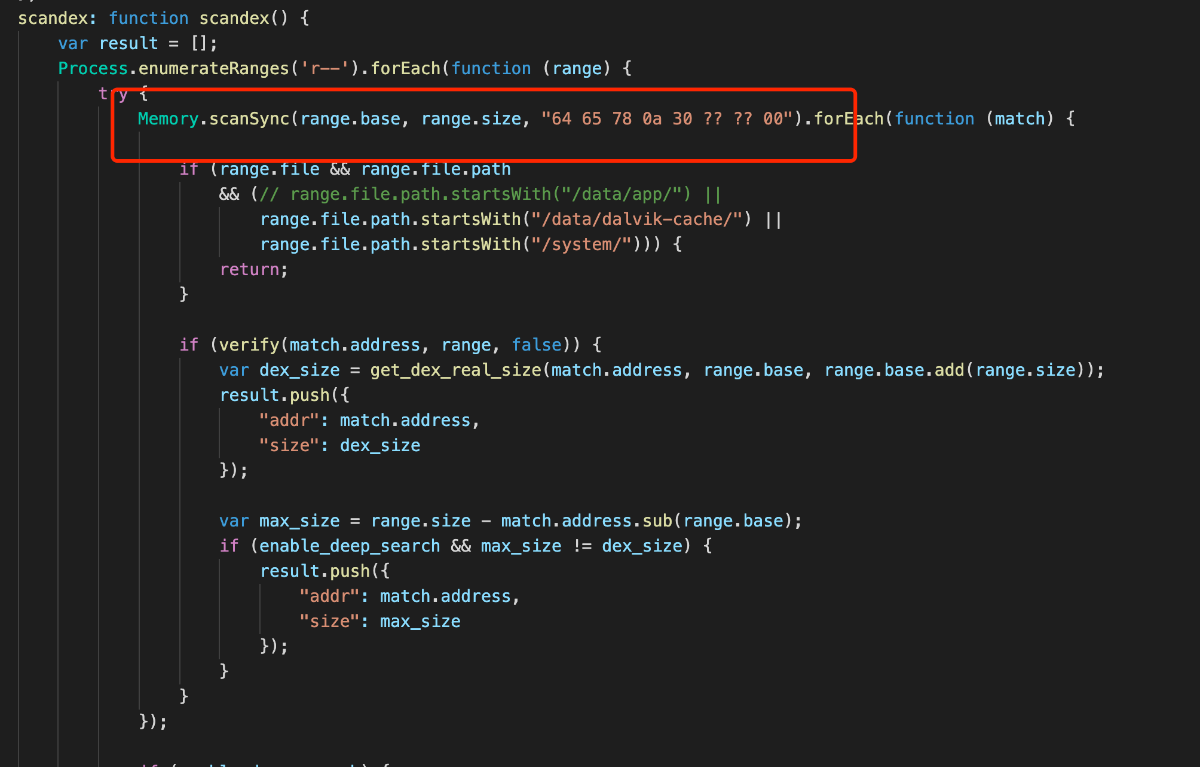 scandex: function scandex() {
var result = [];
Process.enumerateRanges('r--').forEach(function (range) {
try {
Memory.scanSync(range.base, range.size, "64 65 78 0a 30 ?? ?? 00").forEach(function (match) {
if (range.file && range.file.path
&& (// range.file.path.startsWith("/data/app/") ||
range.file.path.startsWith("/data/dalvik-cache/") ||
range.file.path.startsWith("/system/"))) {
return;
}
if (verify(match.address, range, false)) {
var dex_size = get_dex_real_size(match.address, range.base, range.base.add(range.size));
result.push({
"addr": match.address,
"size": dex_size
});
var max_size = range.size - match.address.sub(range.base);
if (enable_deep_search && max_size != dex_size) {
result.push({
"addr": match.address,
"size": max_size
});
}
}
});